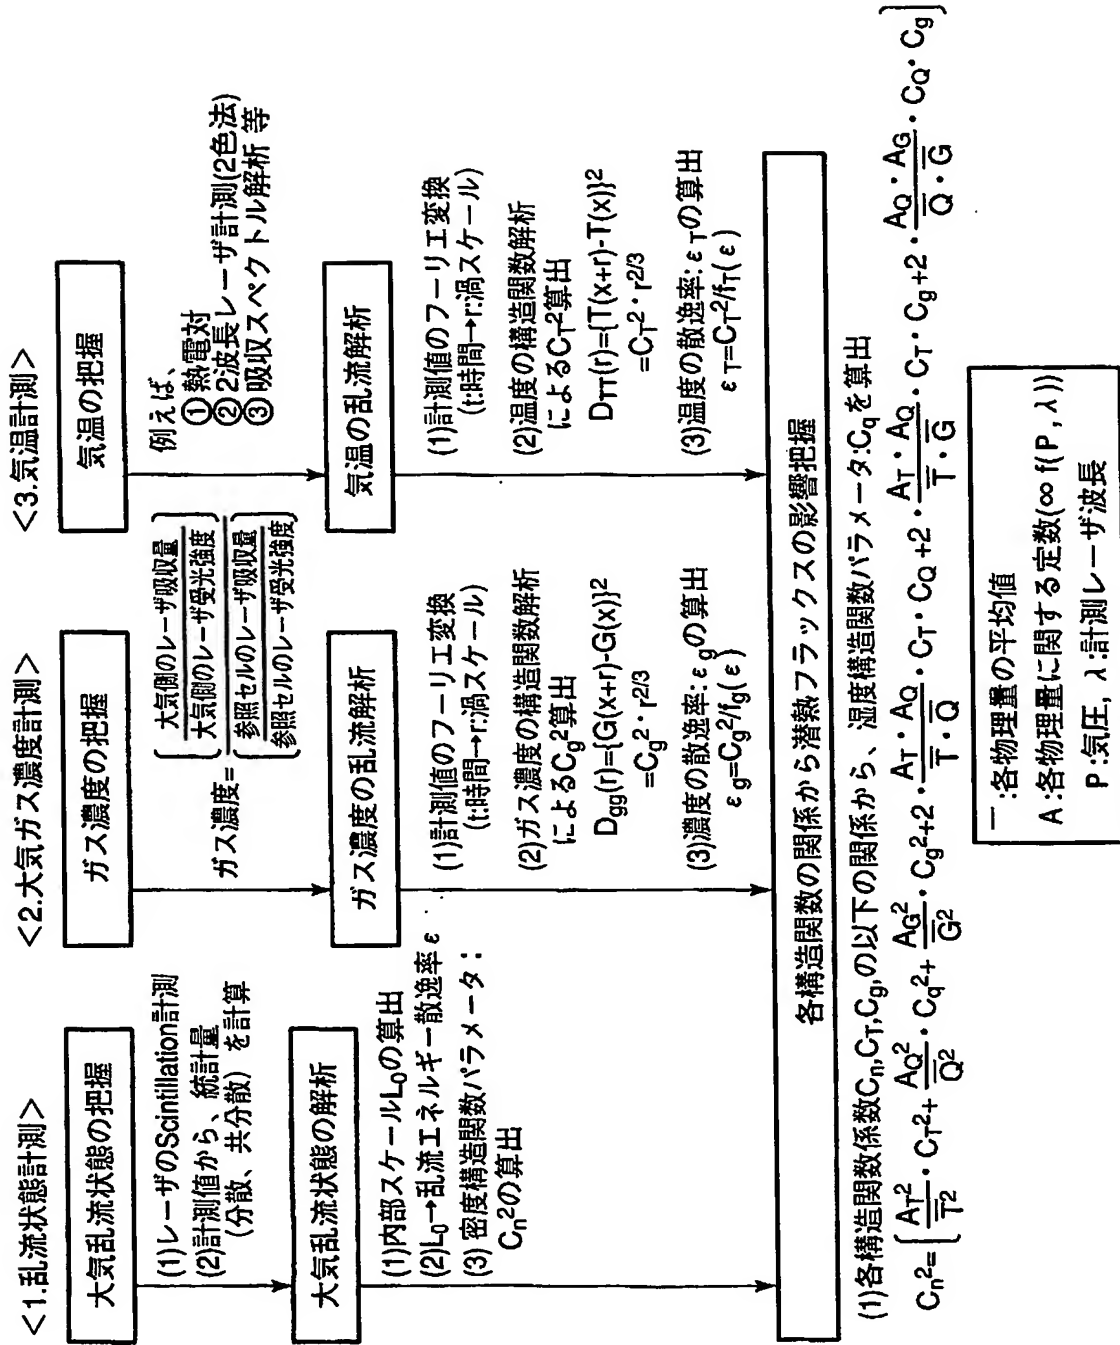 <1.乱流状態計測>
大気乱流状態の把握
(1)レーザのScintillation計測
(2)計測値から、統計量
(分散、共分散)を計算
大気乱流状態の解析
(1)内部スケールL₀の算出
(2)L₀→乱流エネルギー散逸率 ε
(3) 密度構造関数パラメータ:
Cn²の算出
<2.大気ガス濃度計測>
ガス濃度の把握
ガス濃度= (大気側のレーザ吸収量/大気側のレーザ受光強度) / (参照セルのレーザ吸収量/参照セルのレーザ受光強度)
ガス濃度の乱流解析
(1)計測値のフーリエ変換
(t:時間→r:渦スケール)
(2)ガス濃度の構造関数解析
によるCg²算出
Dgg(r)={G(x+r)-G(x)}²
=Cg²・r^2/3
(3)濃度の散逸率: εgの算出
εg=Cg²/fg(ε)
<3.気温計測>
気温の把握
例えば、
①熱電対
②2波長レーザ計測(2色法)
③吸収スペクトル解析 等
気温の乱流解析
(1)計測値のフーリエ変換
(t:時間→r:渦スケール)
(2)温度の構造関数解析
によるCT²算出
DTT(r)={T(x+r)-T(x)}²
=CT²・r^2/3
(3)温度の散逸率: εTの算出
εT=CT²/fT(ε)
各構造関数の関係から潜熱フラックスの影響把握
(1)各構造関数係数Cn,CT,Cg,の以下の関係から、湿度構造関数パラメータ:Cqを算出
Cn²={AT²/T̅²・CT²+AQ²/Q̅²・Cq²+AG²/G̅²・Cg²+2・AT・AQ/T̅・Q̅・CT・CQ+2・AT・AQ/T̅・G̅・CT・Cg+2・AQ・AG/Q̅・G̅・CQ・Cg}
― :各物理量の平均値
A:各物理量に関する定数(∞ f(P, λ))
P:気圧, λ:計測レーザ波長